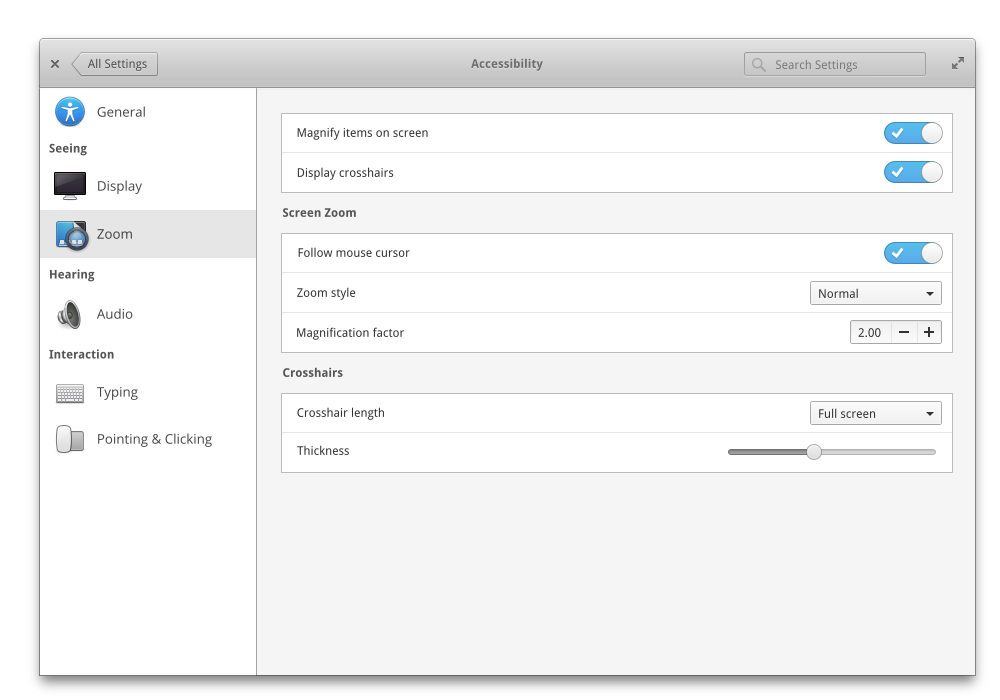 All Settings
Accessibility
Search Settings
General
Seeing
Display
Zoom
Hearing
Audio
Interaction
Typing
Pointing & Clicking
Magnify items on screen
Display crosshairs
Screen Zoom
Follow mouse cursor
Zoom style
Normal
Magnification factor
2.00
Crosshairs
Crosshair length
Full screen
Thickness